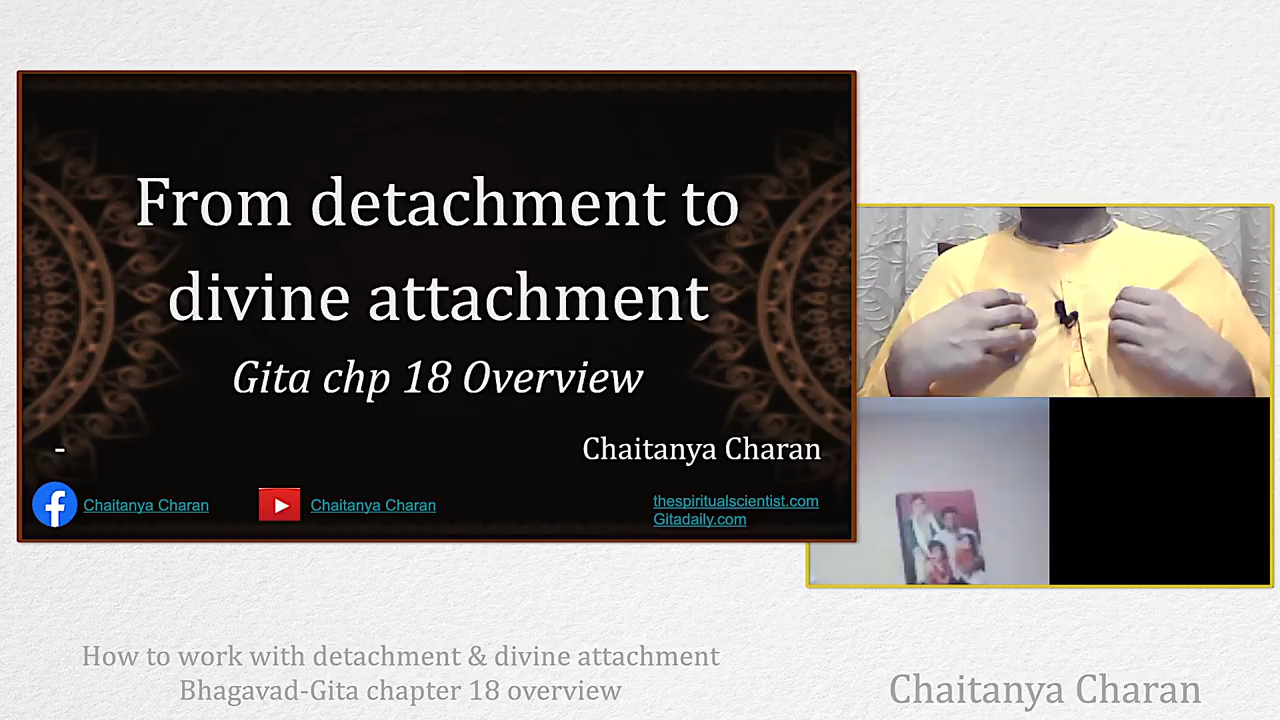 From detachment to
divine attachment
Gita chp 18 Overview
-
Chaitanya Charan
Chaitanya Charan
Chaitanya Charan
thespiritualscientist.com
Gitadaily.com
How to work with detachment & divine attachment
Bhagavad-Gita chapter 18 overview
Chaitanya Charan